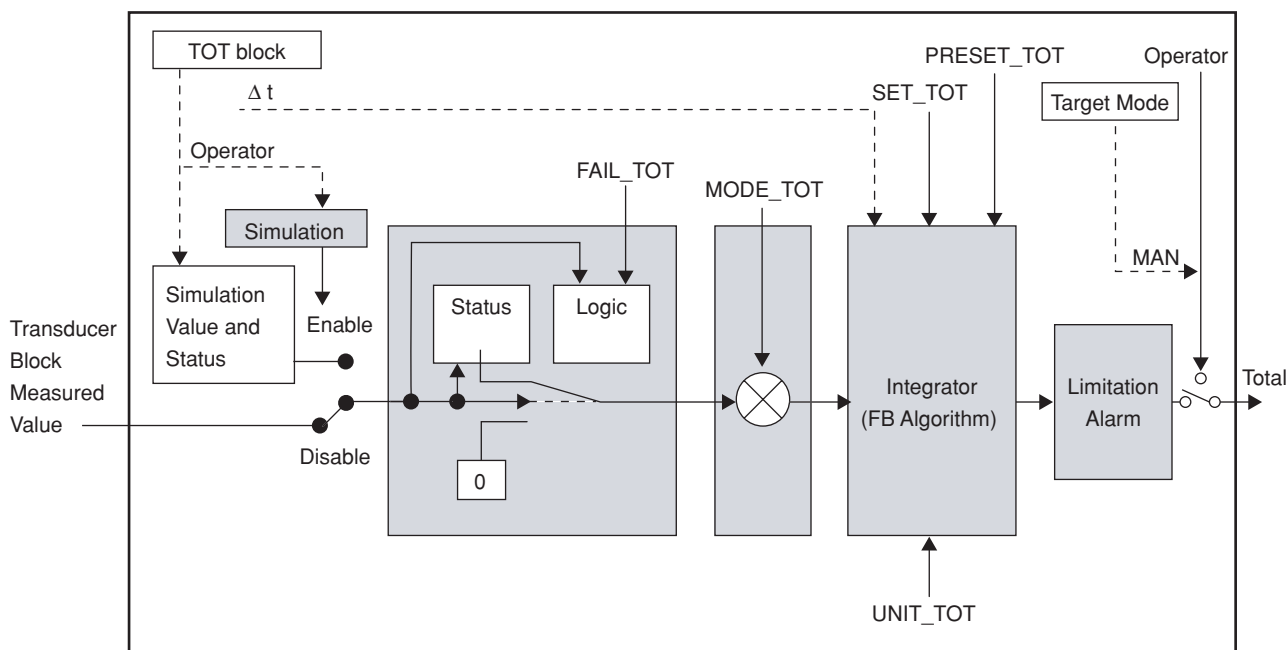 TOT block
Δ t
Operator
Simulation
Simulation
Value and
Status
Enable
Transducer
Block
Measured
Value
Disable
FAIL_TOT
Status
Logic
0
MODE_TOT
SET_TOT
PRESET_TOT
Integrator
(FB Algorithm)
UNIT_TOT
Target Mode
Operator
MAN
Limitation
Alarm
Total